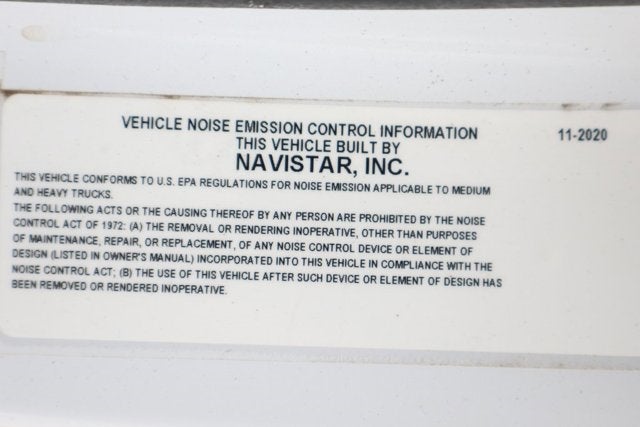 VEHICLE NOISE EMISSION CONTROL INFORMATION 11-2020
THIS VEHICLE BUILT BY
NAVISTAR, INC.
THIS VEHICLE CONFORMS TO U.S. EPA REGULATIONS FOR NOISE EMISSION APPLICABLE TO MEDIUM
AND HEAVY TRUCKS.
THE FOLLOWING ACTS OR THE CAUSING THEREOF BY ANY PERSON ARE PROHIBITED BY THE NOISE
CONTROL ACT OF 1972: (A) THE REMOVAL OR RENDERING INOPERATIVE, OTHER THAN PURPOSES
OF MAINTENANCE, REPAIR, OR REPLACEMENT, OF ANY NOISE CONTROL DEVICE OR ELEMENT OF
DESIGN (LISTED IN OWNER'S MANUAL) INCORPORATED INTO THIS VEHICLE IN COMPLIANCE WITH THE
NOISE CONTROL ACT; (B) THE USE OF THIS VEHICLE AFTER SUCH DEVICE OR ELEMENT OF DESIGN HAS
BEEN REMOVED OR RENDERED INOPERATIVE.